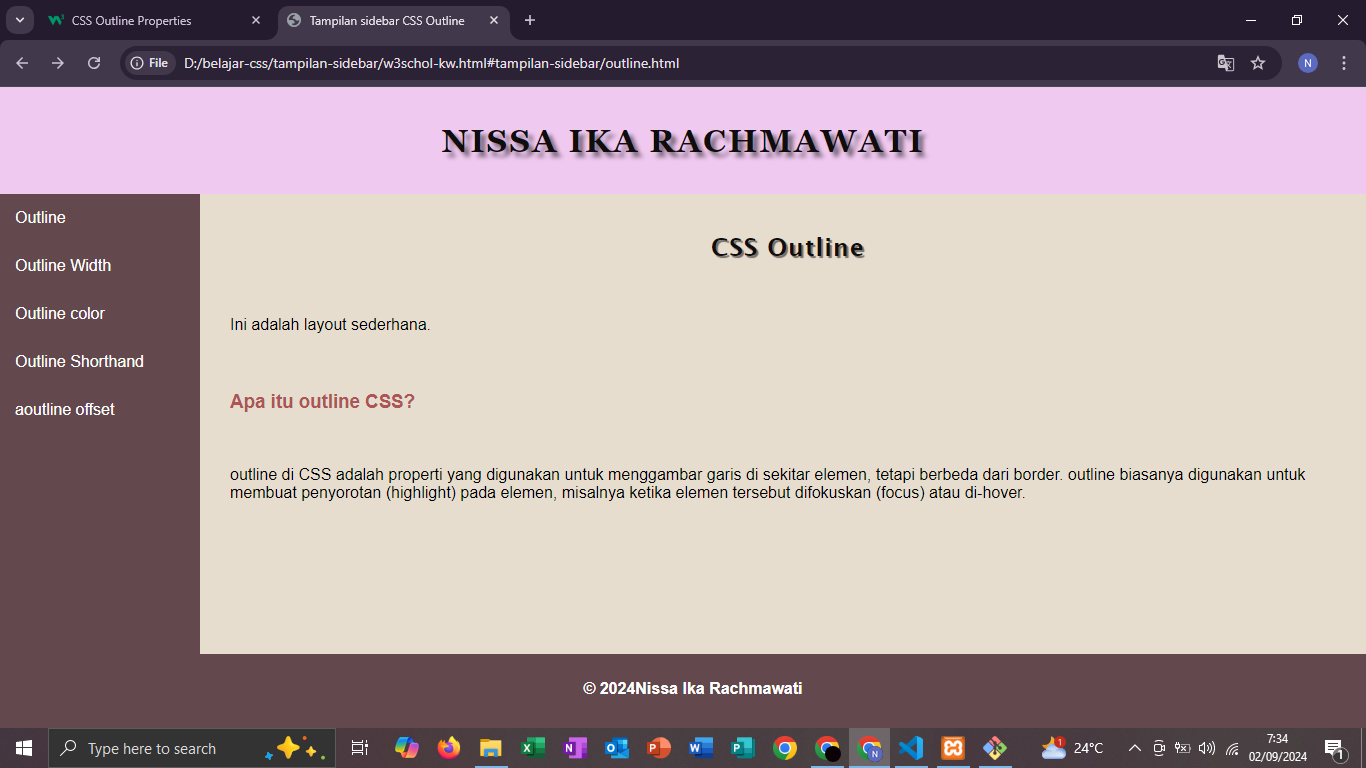 CSS Outline Properties
Tampilan sidebar CSS Outline
File
D:/belajar-css/tampilan-sidebar/w3schol-kw.html#tampilan-sidebar/outline.html
N
NISSA IKA RACHMAWATI
Outline
Outline Width
Outline color
Outline Shorthand
aoutline offset
CSS Outline
Ini adalah layout sederhana.
Apa itu outline CSS?
outline di CSS adalah properti yang digunakan untuk menggambar garis di sekitar elemen, tetapi berbeda dari border. outline biasanya digunakan untuk
membuat penyorotan (highlight) pada elemen, misalnya ketika elemen tersebut difokuskan (focus) atau di-hover.
© 2024Nissa Ika Rachmawati
Type here to search
24°C
7:34
02/09/2024